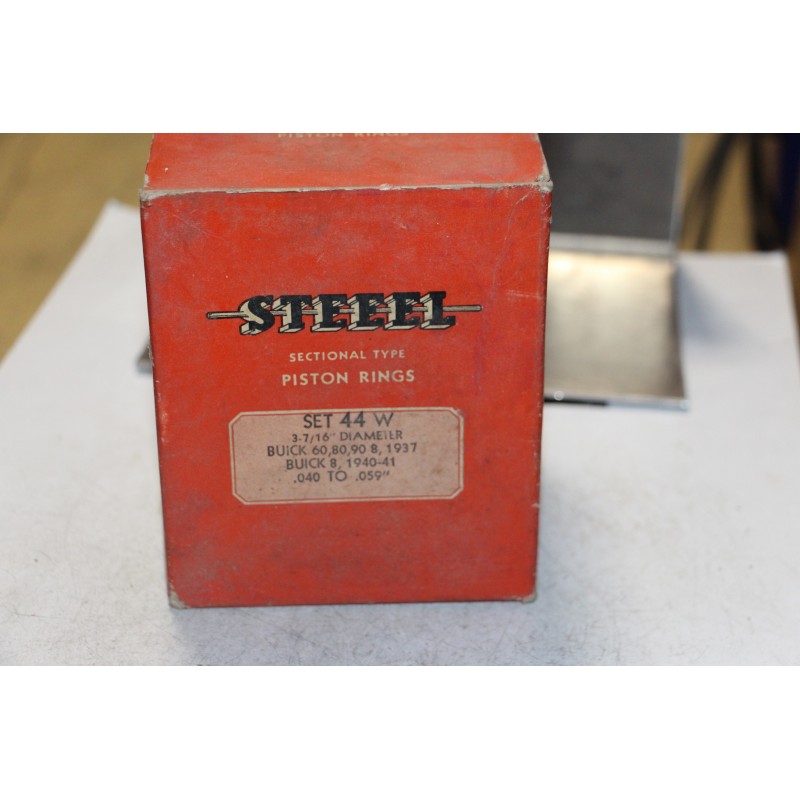 PISTON RINGS
STEEEL
SECTIONAL TYPE
PISTON RINGS
SET 44 W
3-7/16" DIAMETER
BUICK 60,80,90 8, 1937
BUICK 8, 1940-41
.040 TO .059"